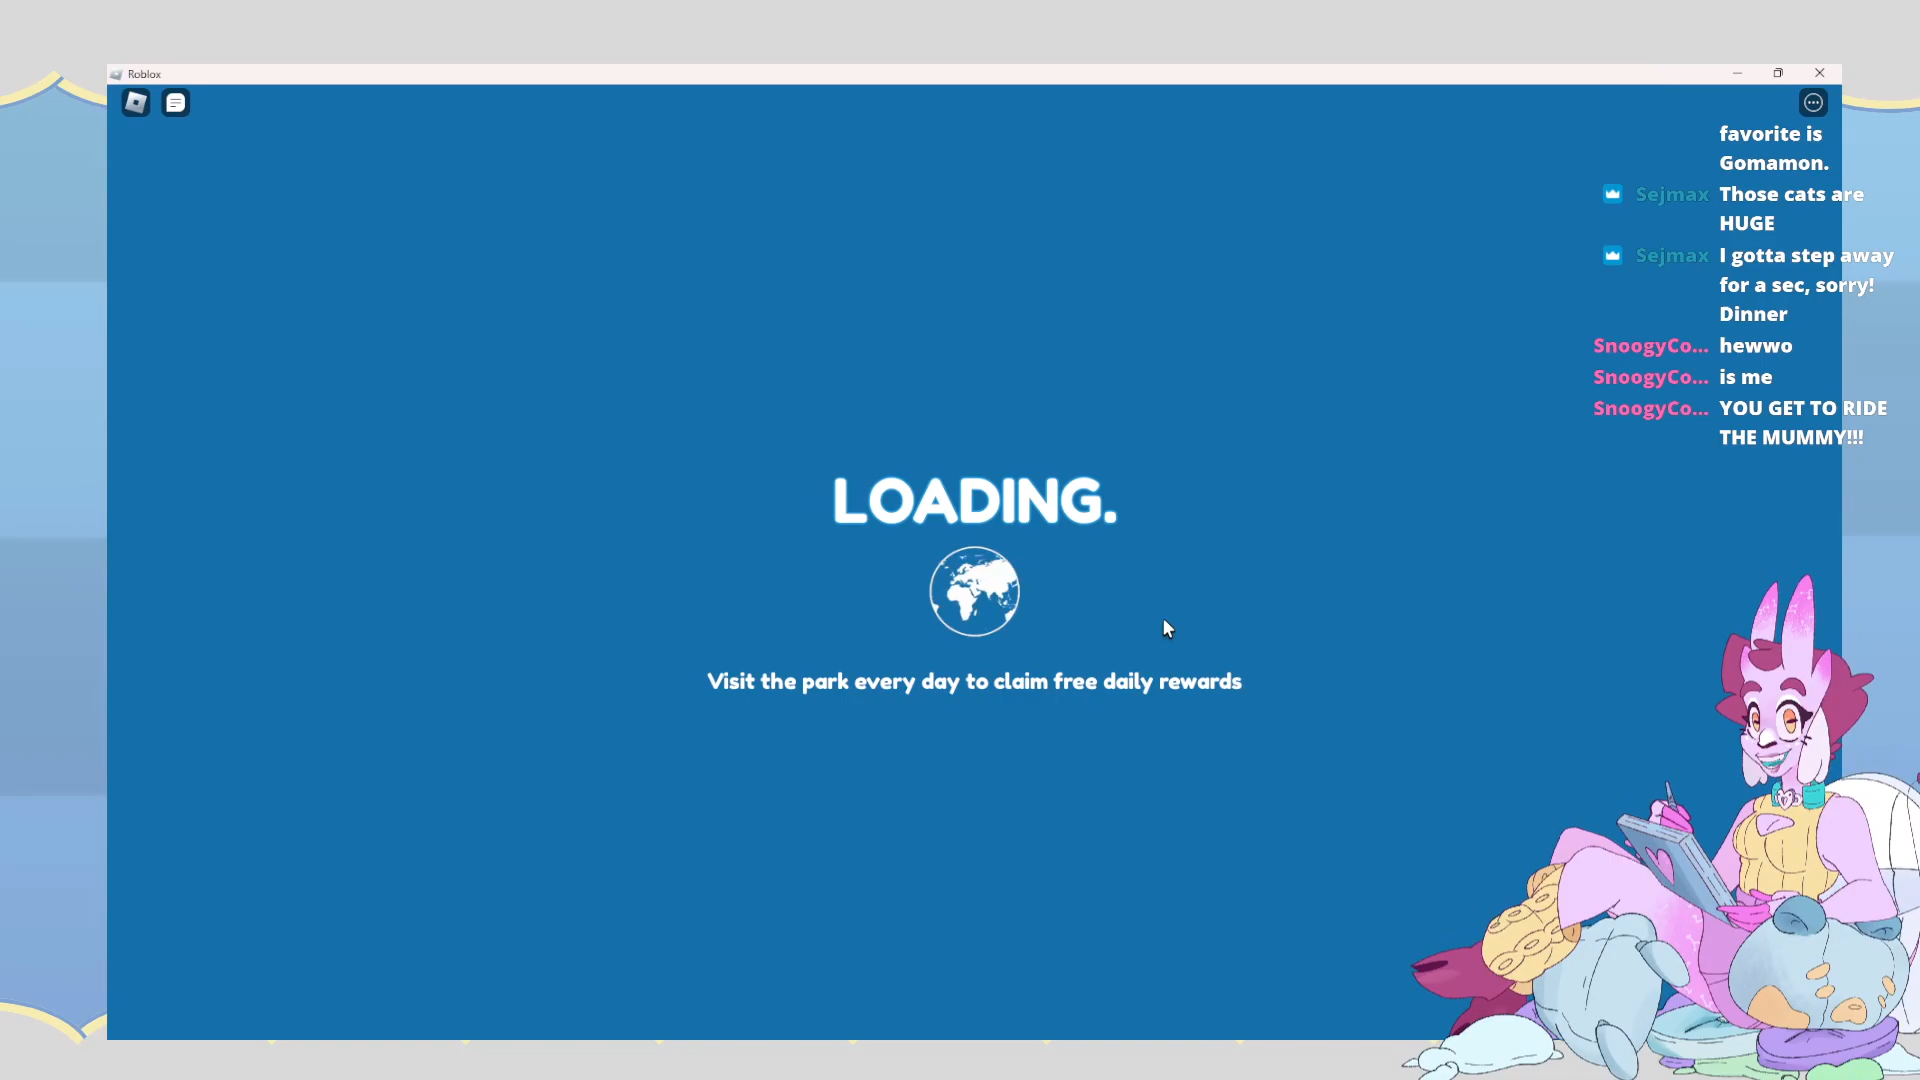 Roblox
favorite is
Gomamon.
Sejmax Those cats are
HUGE
Sejmax I gotta step away
for a sec, sorry!
Dinner
SnoogyCo... hewwo
SnoogyCo... is me
SnoogyCo... YOU GET TO RIDE
THE MUMMY!!!
LOADING.
Visit the park every day to claim free daily rewards